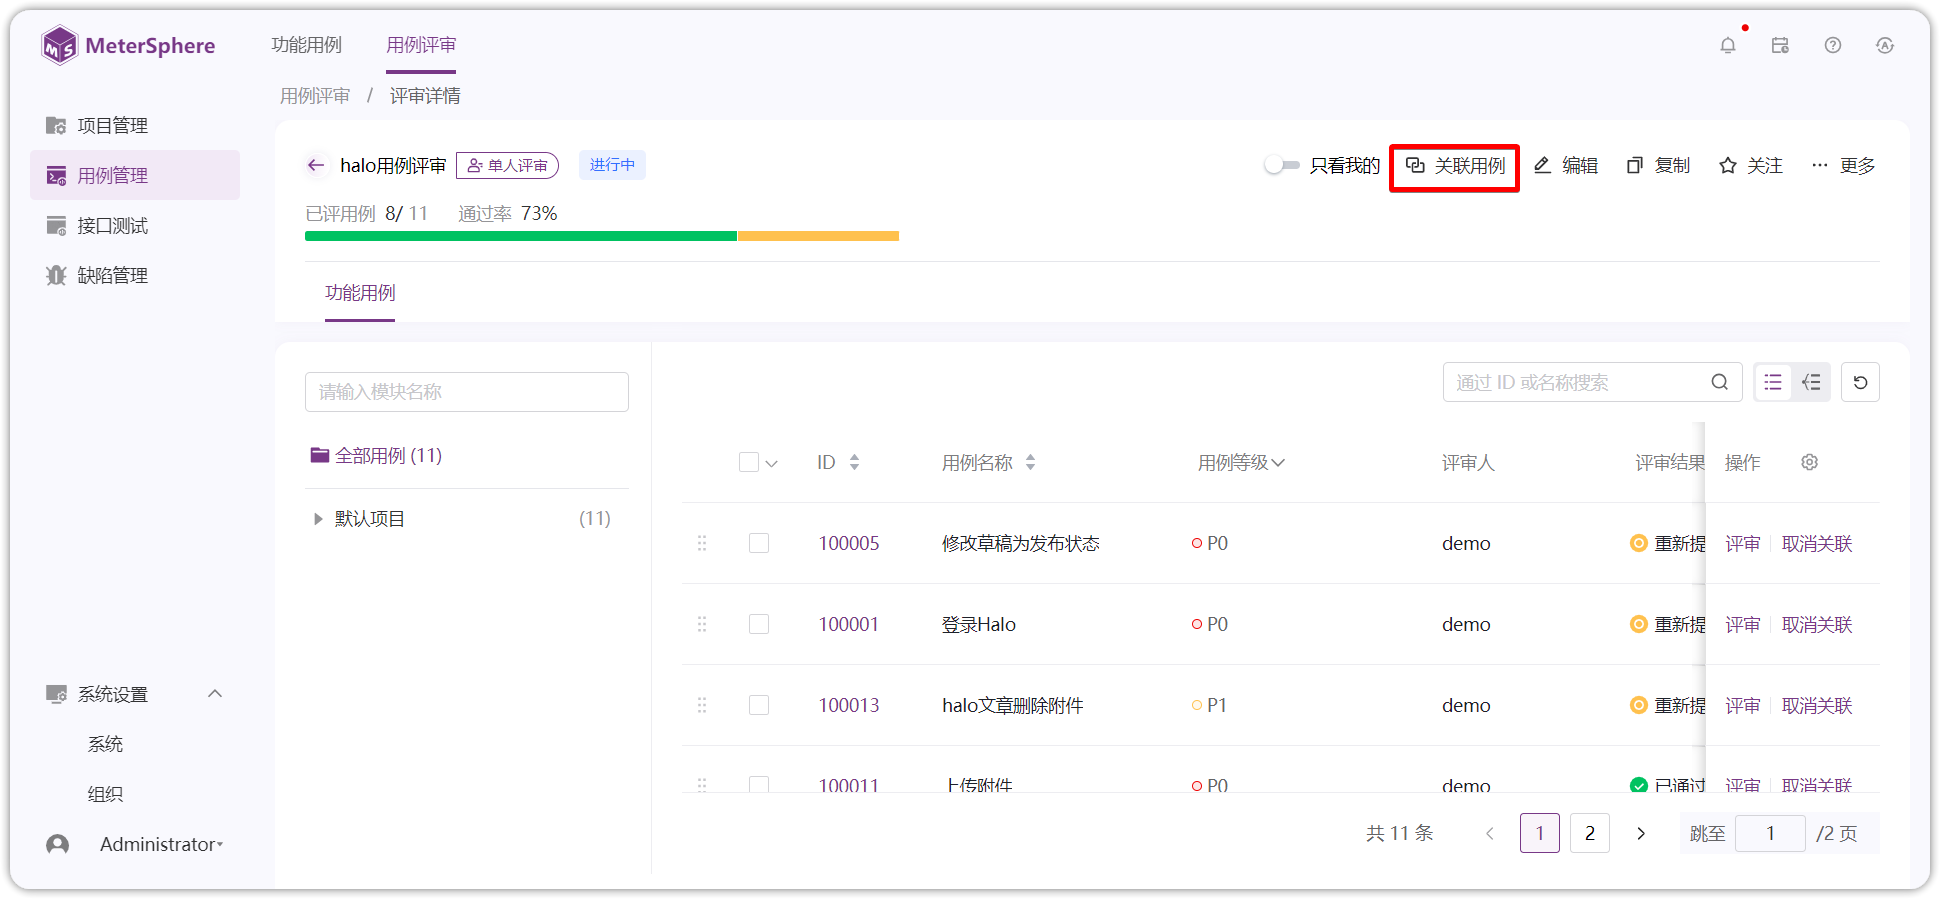 MeterSphere 功能用例 用例评审
用例评审 / 评审详情
项目管理
用例管理
接口测试
缺陷管理
系统设置
系统
组织
Administrator
halo用例评审 单人评审 进行中 只看我的 关联用例 编辑 复制 关注 更多
已评用例 8/ 11 通过率 73%
功能用例
请输入模块名称
全部用例 (11)
默认项目 (11)
通过 ID 或名称搜索
ID 用例名称 用例等级 评审人 评审结果 操作
100005 修改草稿为发布状态 P0 demo 重新提 评审 取消关联
100001 登录Halo P0 demo 重新提 评审 取消关联
100013 halo文章删除附件 P1 demo 重新提 评审 取消关联
100011 上传附件 P0 demo 已通过 评审 取消关联
共 11 条 1 2 跳至 1 /2 页